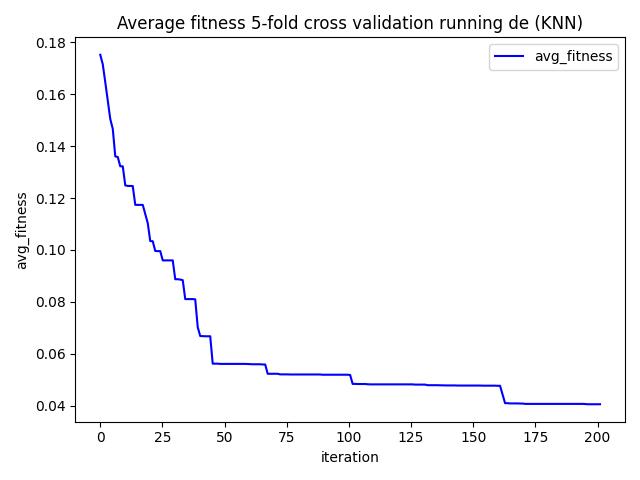 Average fitness 5-fold cross validation running de (KNN)
avg_fitness
0.18
0.16
0.14
0.12
0.10
0.08
0.06
0.04
avg_fitness
0 25 50 75 100 125 150 175 200
iteration